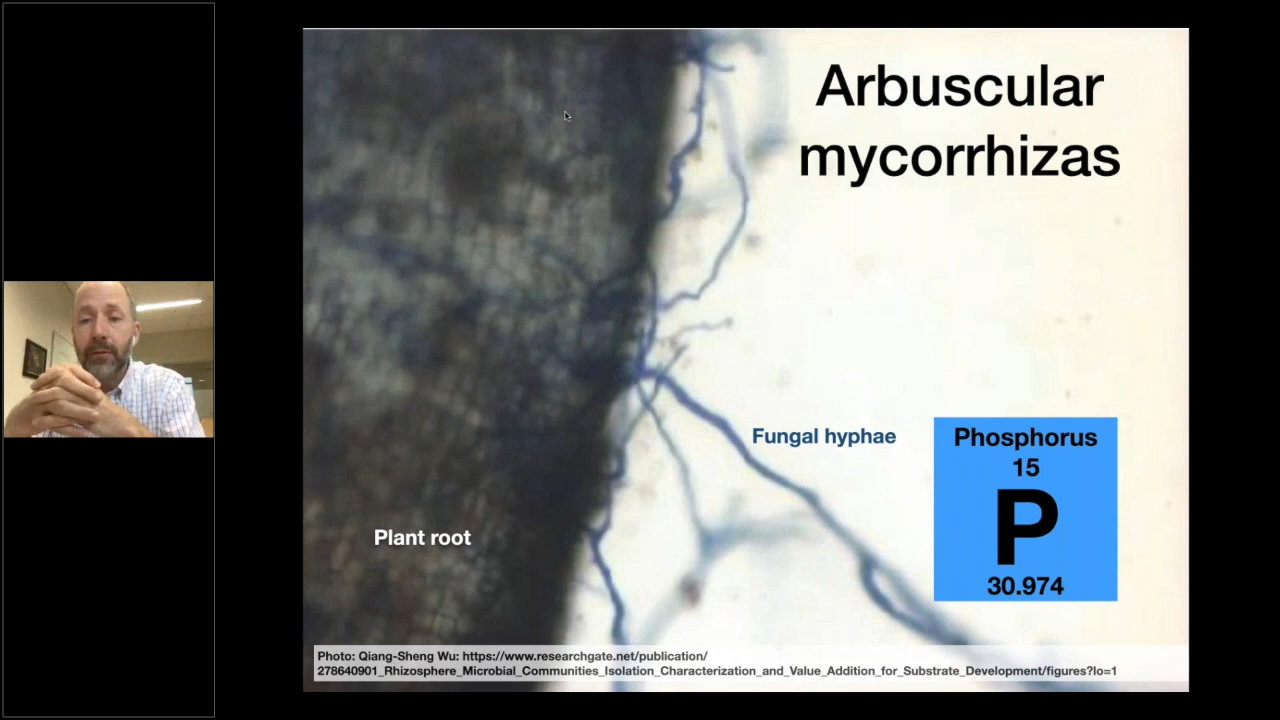 Arbuscular
mycorrhizas
Fungal hyphae
Phosphorus
15
P
30.974
Plant root
Photo: Qiang-Sheng Wu: https://www.researchgate.net/publication/
278640901_Rhizosphere_Microbial_Communities_Isolation_Characterization_and_Value_Addition_for_Substrate_Development/figures?lo=1